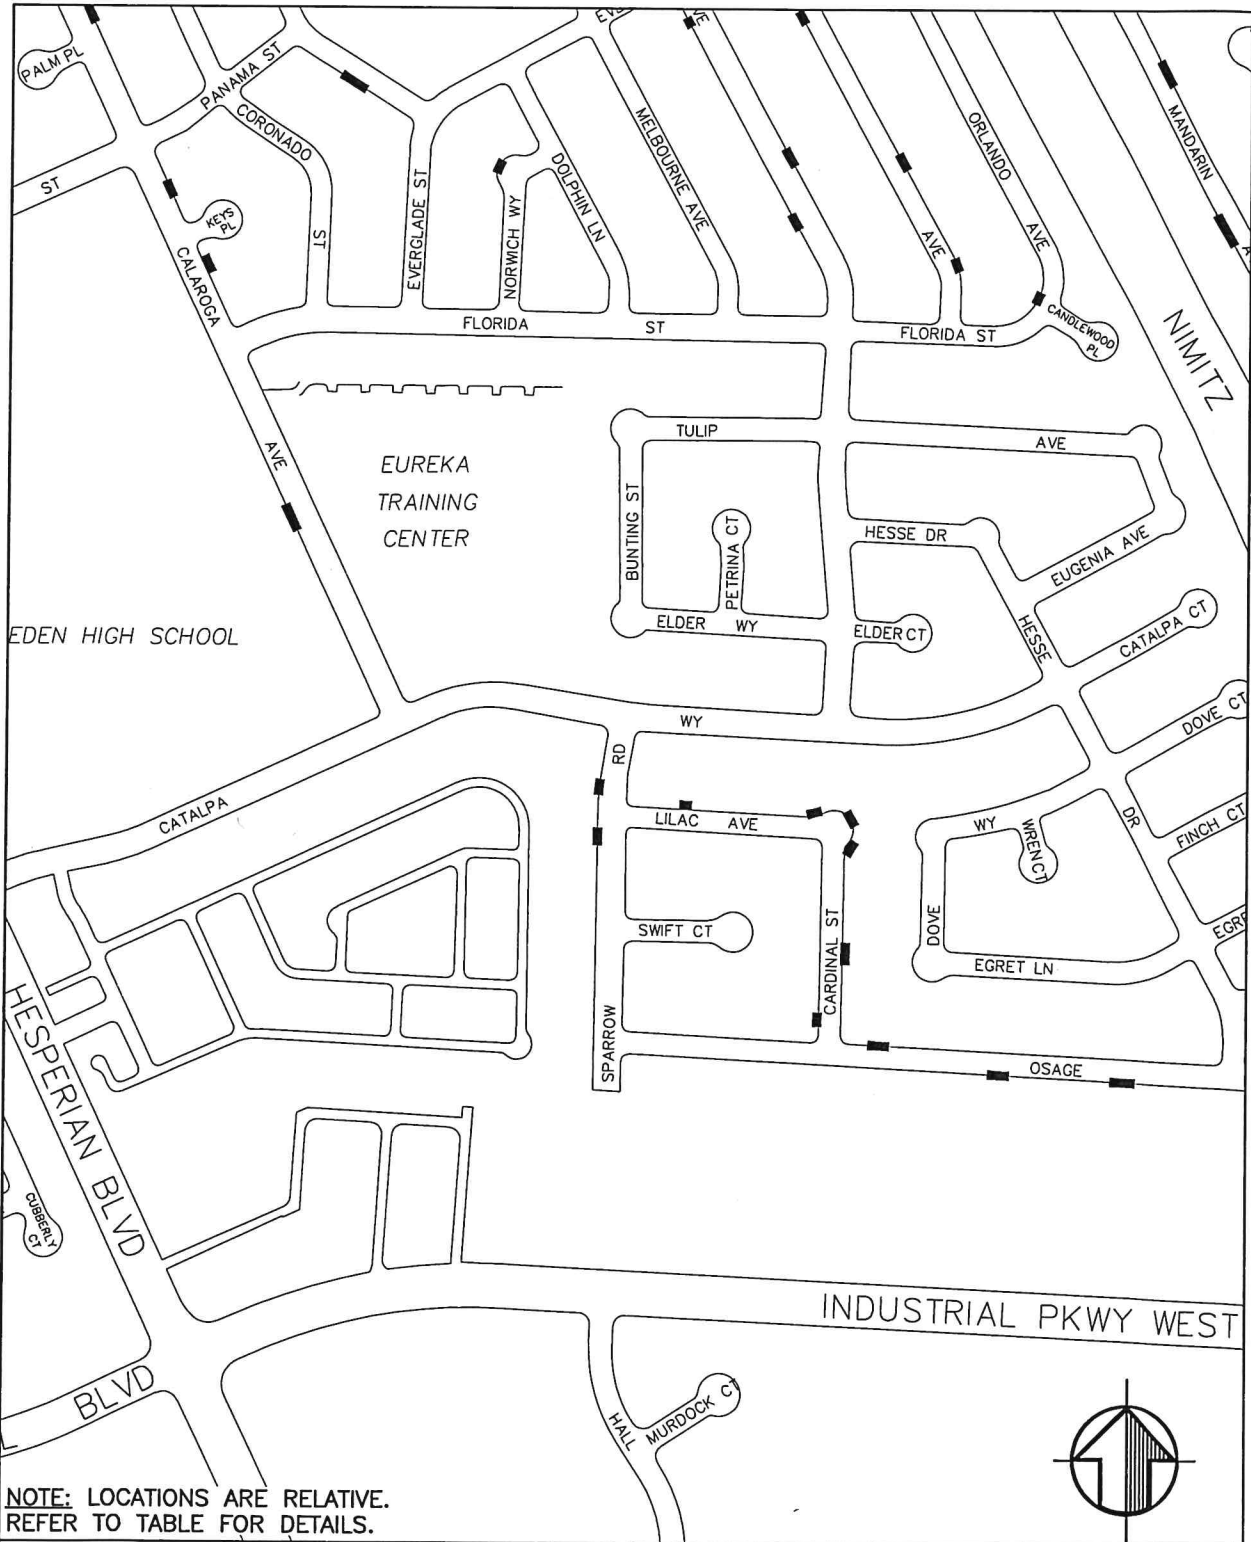 EVE
AVE
PALM PL
PANAMA ST
CORONADO
ST
ORLANDO
AVE
MANDARIN
A
MELBOURNE AVE
DOLPHIN LN
ST
KEYS
PL
EVERGLADE ST
NORWICH WY
CALAROGA
AVE
AVE
FLORIDA ST
FLORIDA ST
CANDLEWOOD
PL
NIMITZ
TULIP AVE
EUREKA
TRAINING
CENTER
BUNTING ST
PETRINA CT
HESSE DR
EUGENIA AVE
EDEN HIGH SCHOOL
ELDER WY
ELDER CT
HESSE
DR
CATALPA CT
CATALPA
WY
DOVE CT
RD
SPARROW
LILAC AVE
WY
WREN CT
FINCH CT
SWIFT CT
CARDINAL ST
DOVE
EGRET LN
EGRE
OSAGE
HESPERIAN BLVD
CUBBERLY
CT
INDUSTRIAL PKWY WEST
BLVD
L
HALL
MURDOCK CT
NOTE: LOCATIONS ARE RELATIVE.
REFER TO TABLE FOR DETAILS.